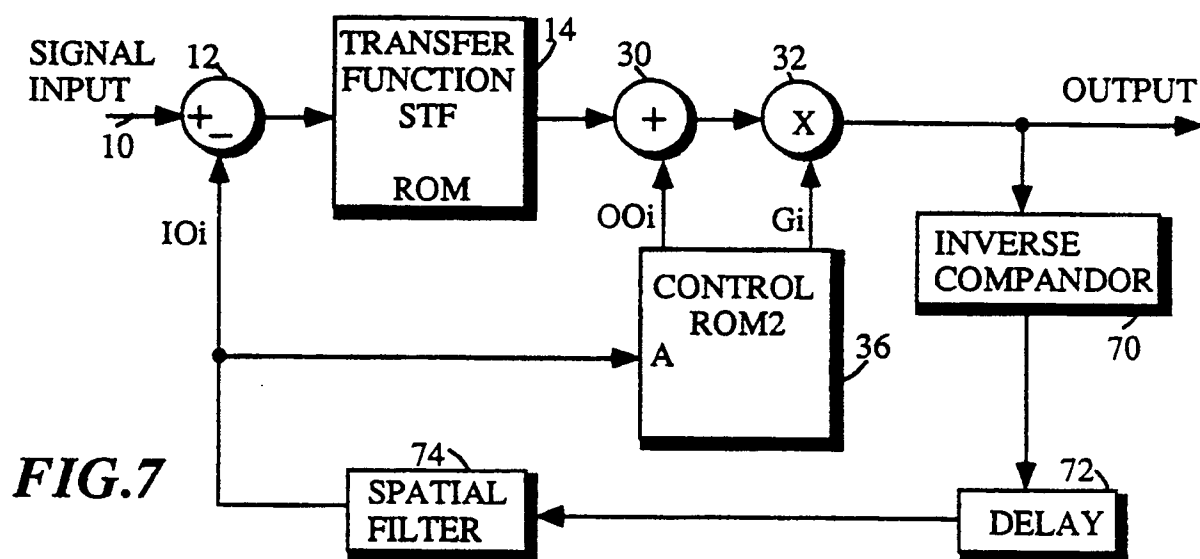 SIGNAL
INPUT
10
12
+
−
TRANSFER
FUNCTION
STF
ROM
14
30
+
32
X
OUTPUT
IOi
OOi
Gi
CONTROL
ROM2
A
36
INVERSE
COMPANDOR
70
FIG.7
74
SPATIAL
FILTER
72
DELAY